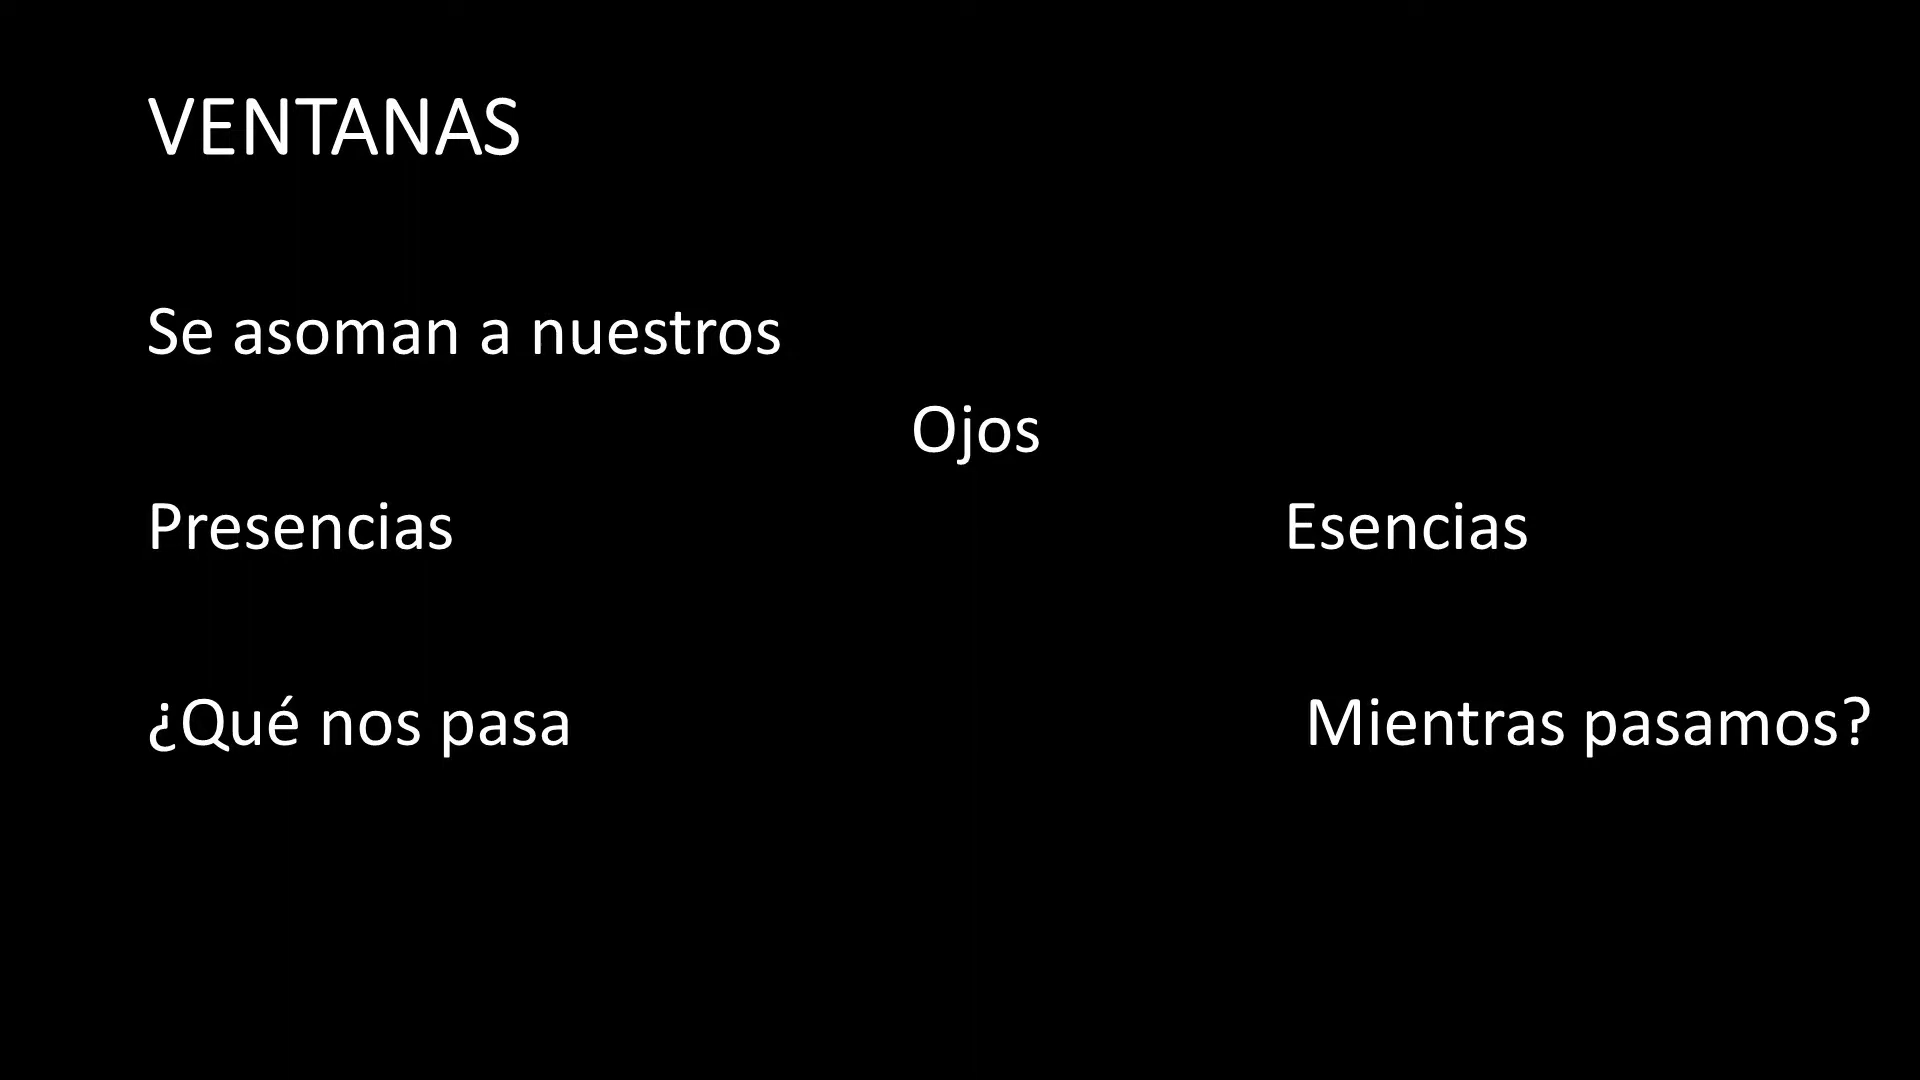 VENTANAS
Se asoman a nuestros
Ojos
Presencias Esencias
¿Qué nos pasa Mientras pasamos?